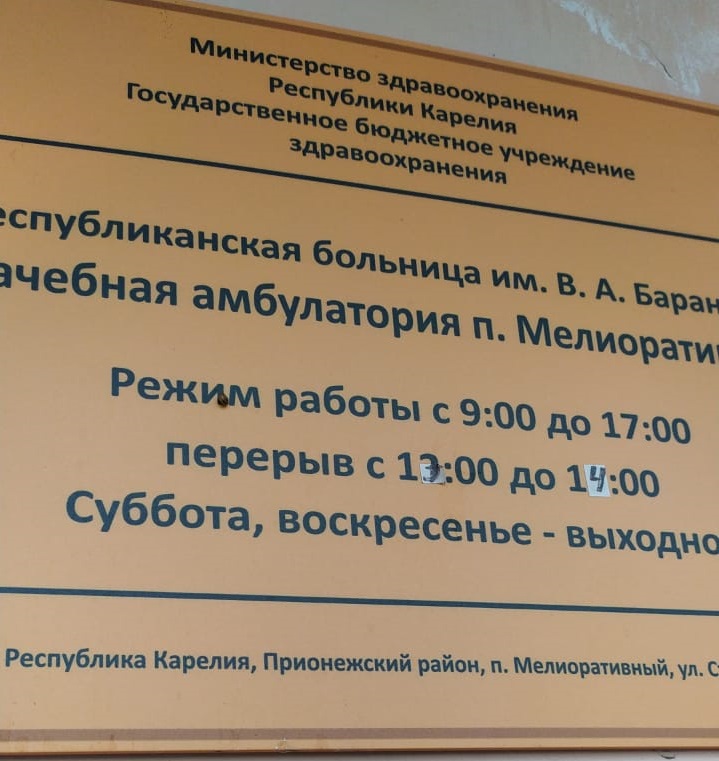 Министерство здравоохранения
Республики Карелия
Государственное бюджетное учреждение
здравоохранения
еспубликанская больница им. В. А. Баран
ачебная амбулатория п. Мелиорати
Режим работы с 9:00 до 17:00
перерыв с 13:00 до 14:00
Суббота, воскресенье - выходно
Республика Карелия, Прионежский район, п. Мелиоративный, ул. С